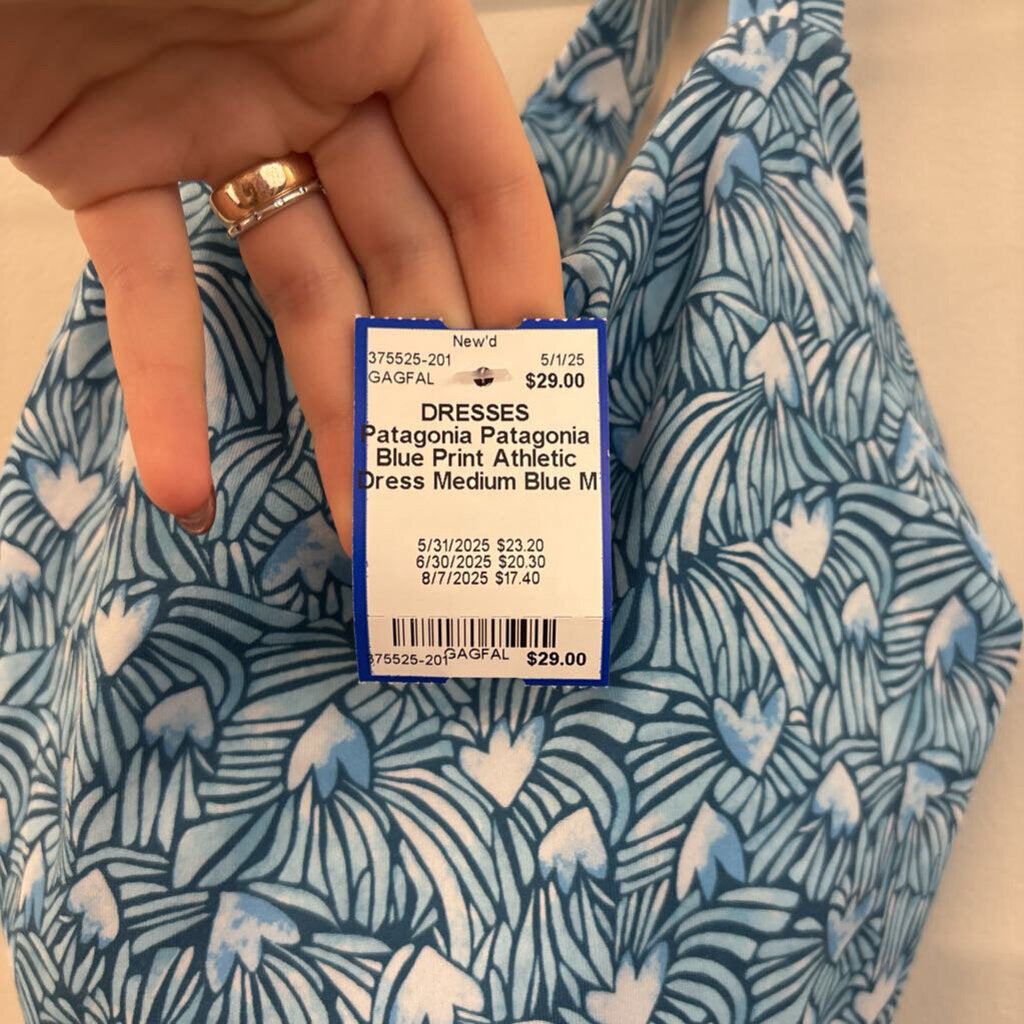 New'd
375525-201 5/1/25
GAGFAL $29.00
DRESSES
Patagonia Patagonia
Blue Print Athletic
Dress Medium Blue M
5/31/2025 $23.20
6/30/2025 $20.30
8/7/2025 $17.40
375525-201 GAGFAL $29.00